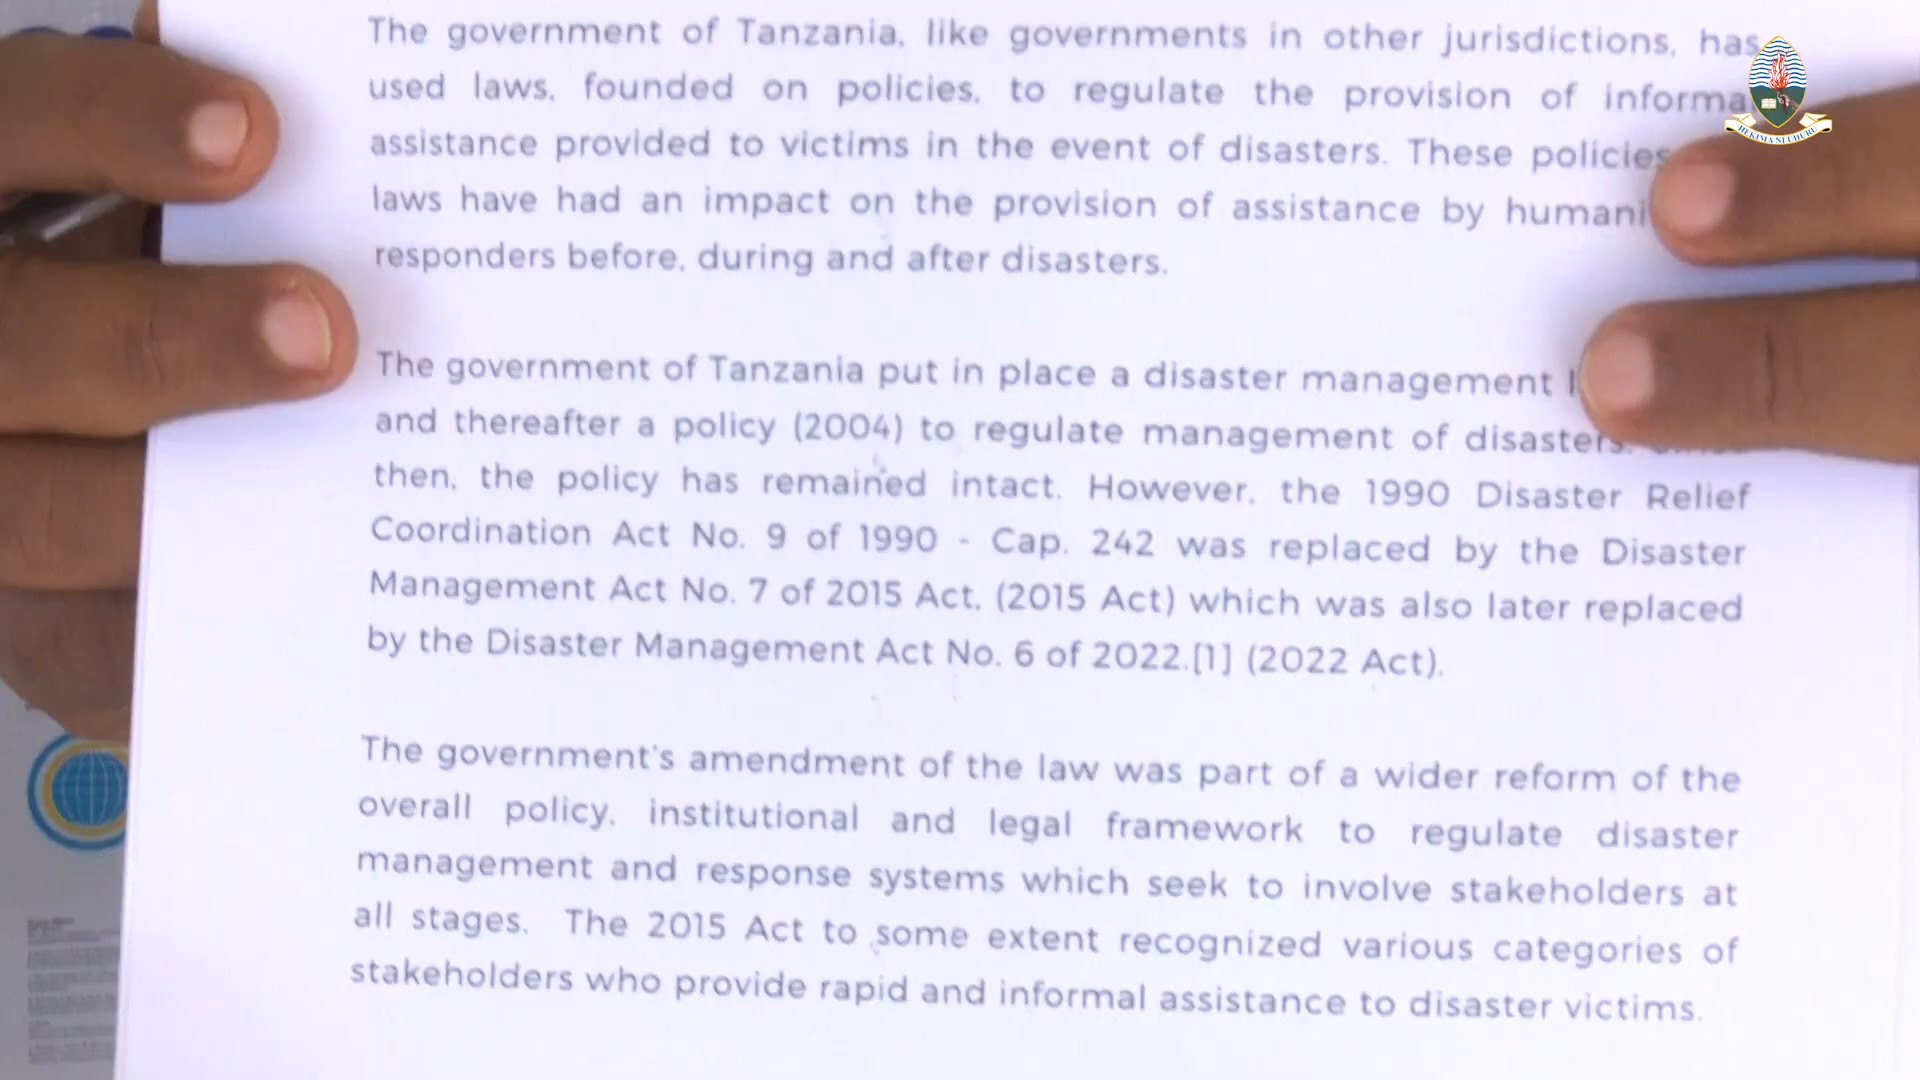 The government of Tanzania, like governments in other jurisdictions, has
used laws, founded on policies, to regulate the provision of
assistance provided to victims in the event of disasters. These policies
laws have had an impact on the provision of assistance by
responders before, during and after disasters.
The government of Tanzania put in place a disaster management
and thereafter a policy (2004) to regulate management of disasters.
then, the policy has remained intact. However, the 1990 Disaster Relief
Coordination Act No. 9 of 1990 - Cap. 242 was replaced by the Disaster
Management Act No. 7 of 2015 Act, (2015 Act) which was also later replaced
by the Disaster Management Act No. 6 of 2022.[1] (2022 Act).
The government's amendment of the law was part of a wider reform of the
overall policy, institutional and legal framework to regulate disaster
management and response systems which seek to involve stakeholders at
all stages. The 2015 Act to some extent recognized various categories of
stakeholders who provide rapid and informal assistance to disaster victims.
HEKIMA NI UHURU